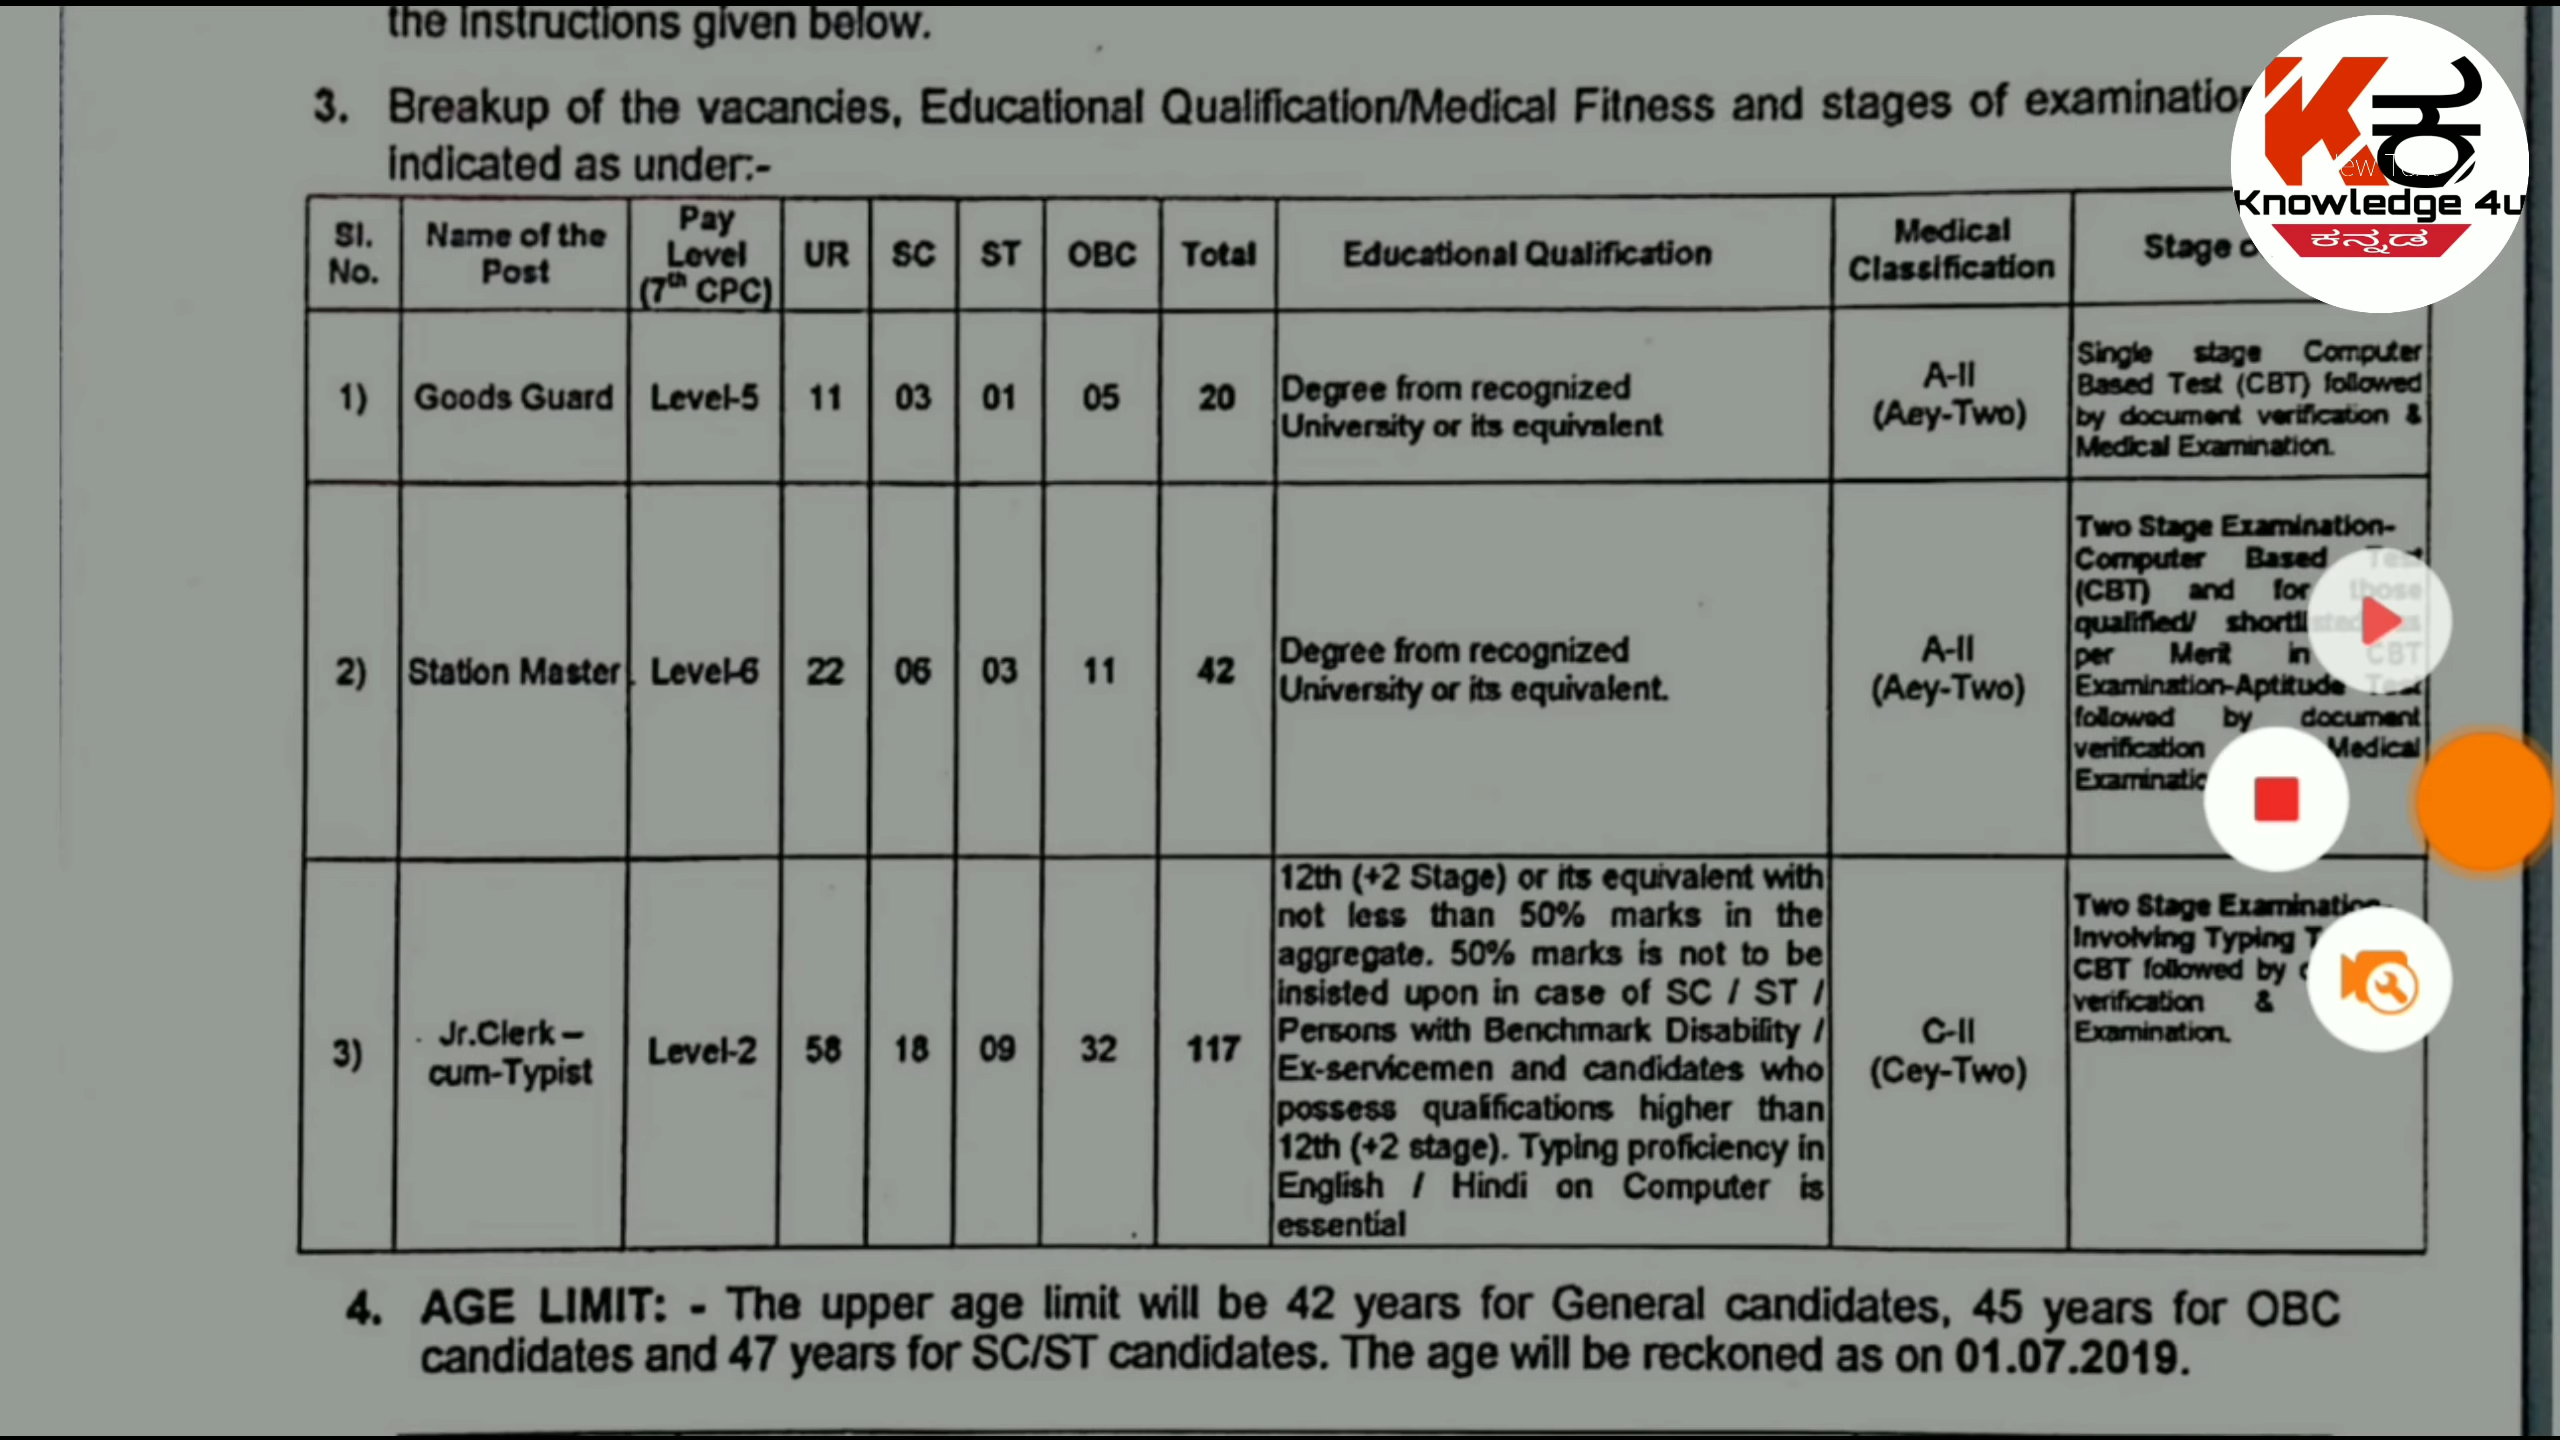 the instructions given below.
3. Breakup of the vacancies, Educational Qualification/Medical Fitness and stages of examination
indicated as under:-
Sl. No. Name of the Post Pay Level (7th CPC) UR SC ST OBC Total Educational Qualification Medical Classification Stage
1) Goods Guard Level-5 11 03 01 05 20
Degree from recognized
University or its equivalent
A-II
(Aey-Two)
Single stage Computer
Based Test (CBT) followed
by document verification &
Medical Examination.
2) Station Master Level-6 22 06 03 11 42
Degree from recognized
University or its equivalent.
A-II
(Aey-Two)
Two Stage Examination-
Computer Based Test
(CBT) and for those
qualified/ shortlisted as
per Merit in CBT
Examination-Aptitude Test
followed by document
verification Medical
3) Jr.Clerk –
cum-Typist
Level-2 58 18 09 32 117
12th (+2 Stage) or its equivalent with
not less than 50% marks in the
aggregate. 50% marks is not to be
insisted upon in case of SC / ST /
Persons with Benchmark Disability /
Ex-servicemen and candidates who
possess qualifications higher than
12th (+2 stage). Typing proficiency in
English / Hindi on Computer is
essential
C-II
(Cey-Two)
Two Stage Examination-
Involving Typing
CBT followed by
verification &
Examination.
4. AGE LIMIT: - The upper age limit will be 42 years for General candidates, 45 years for OBC
candidates and 47 years for SC/ST candidates. The age will be reckoned as on 01.07.2019.
K ಕ
Knowledge 4u
ಕನ್ನಡ